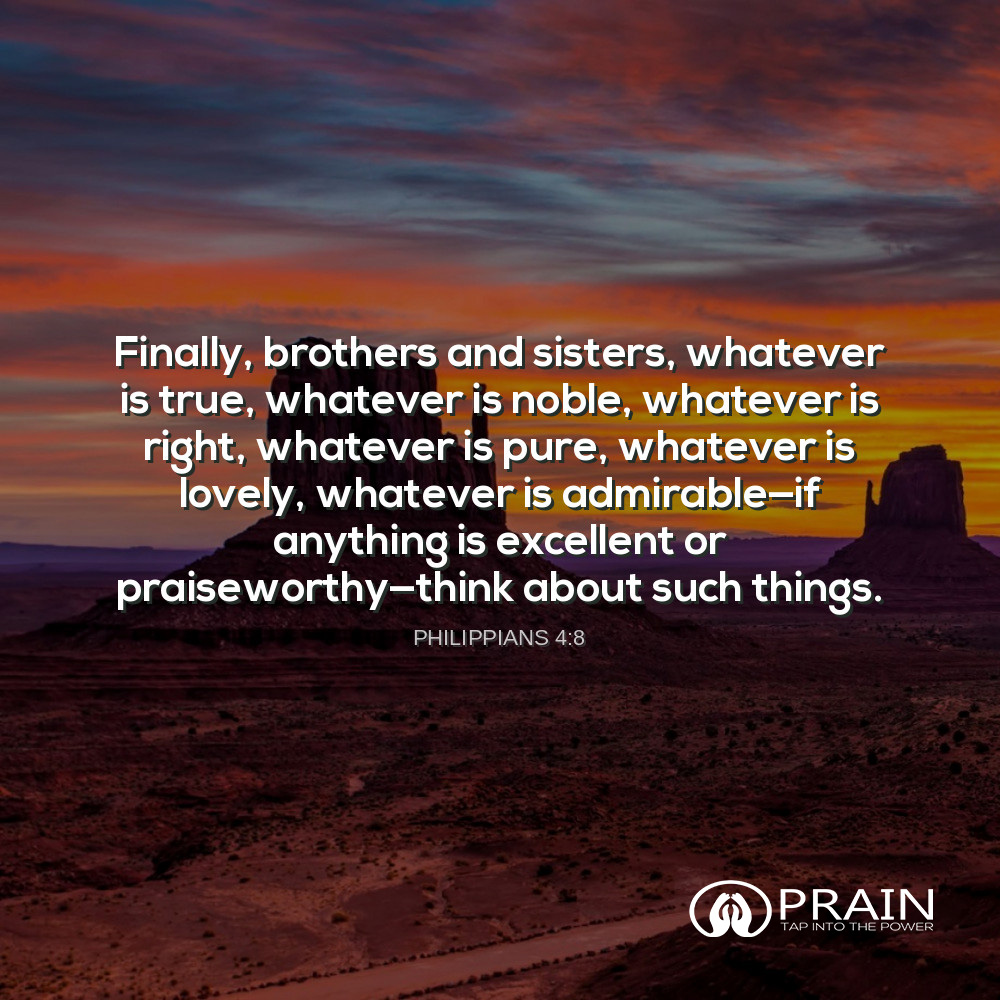 Finally, brothers and sisters, whatever
is true, whatever is noble, whatever is
right, whatever is pure, whatever is
lovely, whatever is admirable—if
anything is excellent or
praiseworthy—think about such things.
PHILIPPIANS 4:8
PRAIN
TAP INTO THE POWER